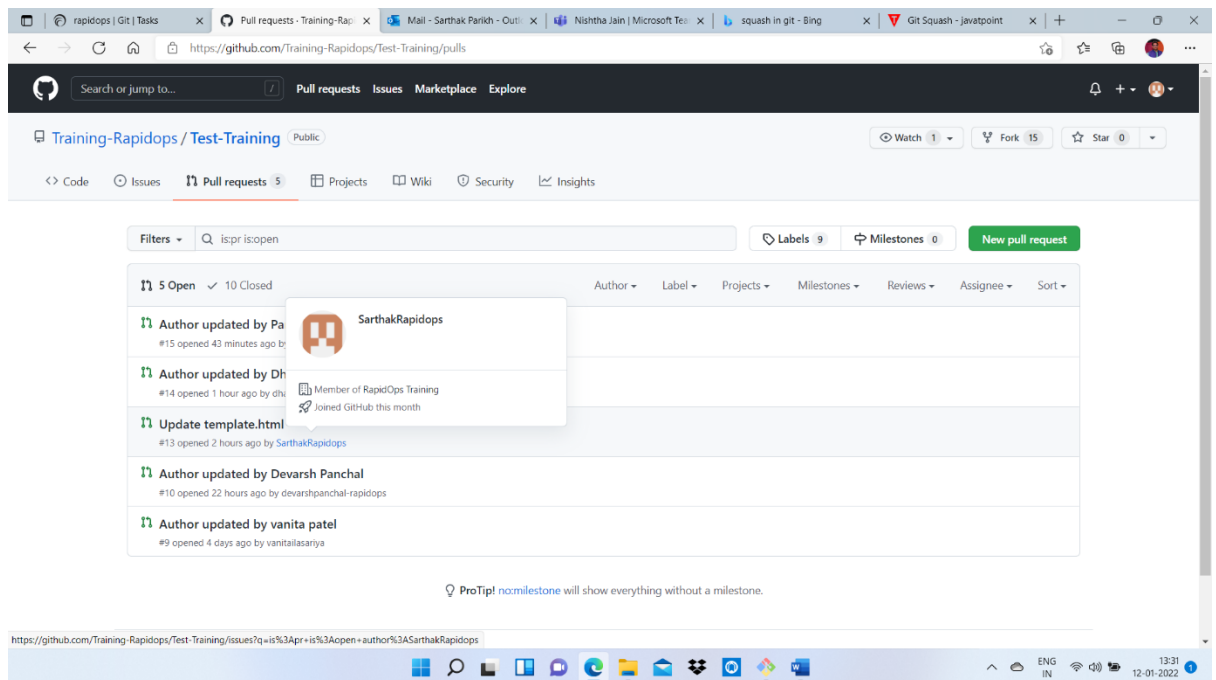 rapidops | Git | Tasks
Pull requests · Training-Rapi
Mail - Sarthak Parikh - Outlo
Nishtha Jain | Microsoft Tea
squash in git - Bing
Git Squash - javatpoint
https://github.com/Training-Rapidops/Test-Training/pulls
Search or jump to... / Pull requests Issues Marketplace Explore
Training-Rapidops / Test-Training Public
Watch 1 Fork 15 Star 0
<> Code Issues Pull requests 5 Projects Wiki Security Insights
Filters is:pr is:open Labels 9 Milestones 0 New pull request
5 Open 10 Closed Author Label Projects Milestones Reviews Assignee Sort
SarthakRapidops
Member of RapidOps Training
Joined GitHub this month
Author updated by Pa
#15 opened 43 minutes ago by
Author updated by Dh
#14 opened 1 hour ago by dha
Update template.html
#13 opened 2 hours ago by SarthakRapidops
Author updated by Devarsh Panchal
#10 opened 22 hours ago by devarshpanchal-rapidops
Author updated by vanita patel
#9 opened 4 days ago by vanitailasariya
ProTip! no:milestone will show everything without a milestone.
https://github.com/Training-Rapidops/Test-Training/issues?q=is%3Apr+is%3Aopen+author%3ASarthakRapidops
ENG
IN
13:31
12-01-2022
1